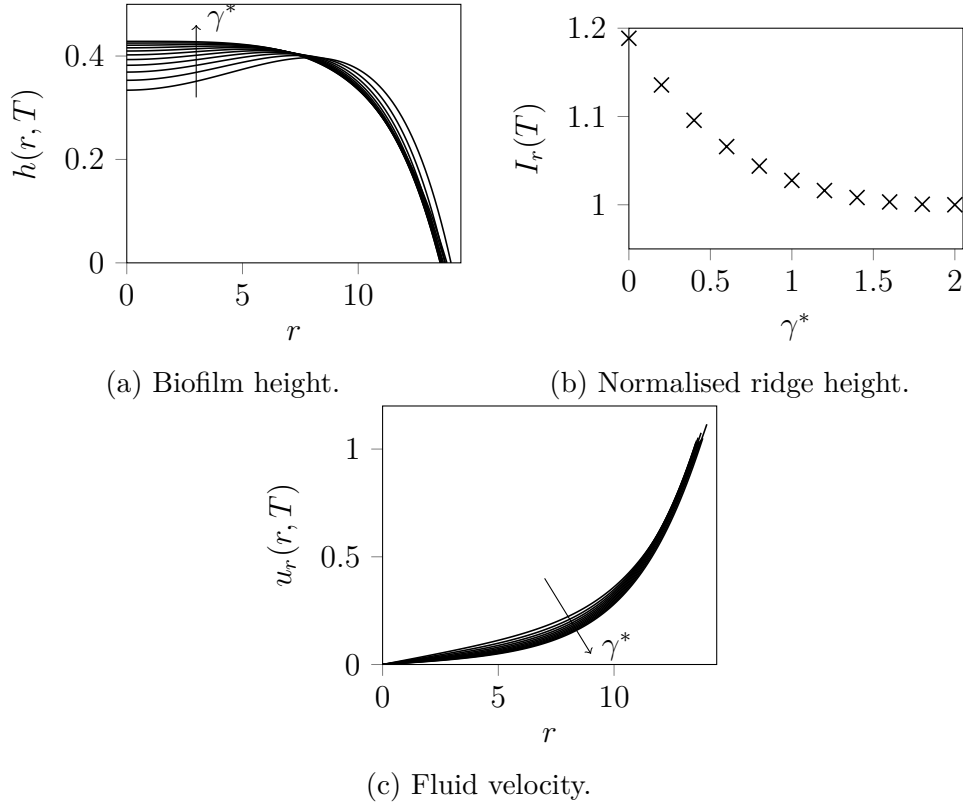 γ*
0.4
0.2
0
h(r, T)
0 5 10
r
(a) Biofilm height.
1.2
1.1
1
I_r(T)
0 0.5 1 1.5 2
γ*
(b) Normalised ridge height.
1
0.5
0
u_r(r, T)
γ*
0 5 10
r
(c) Fluid velocity.